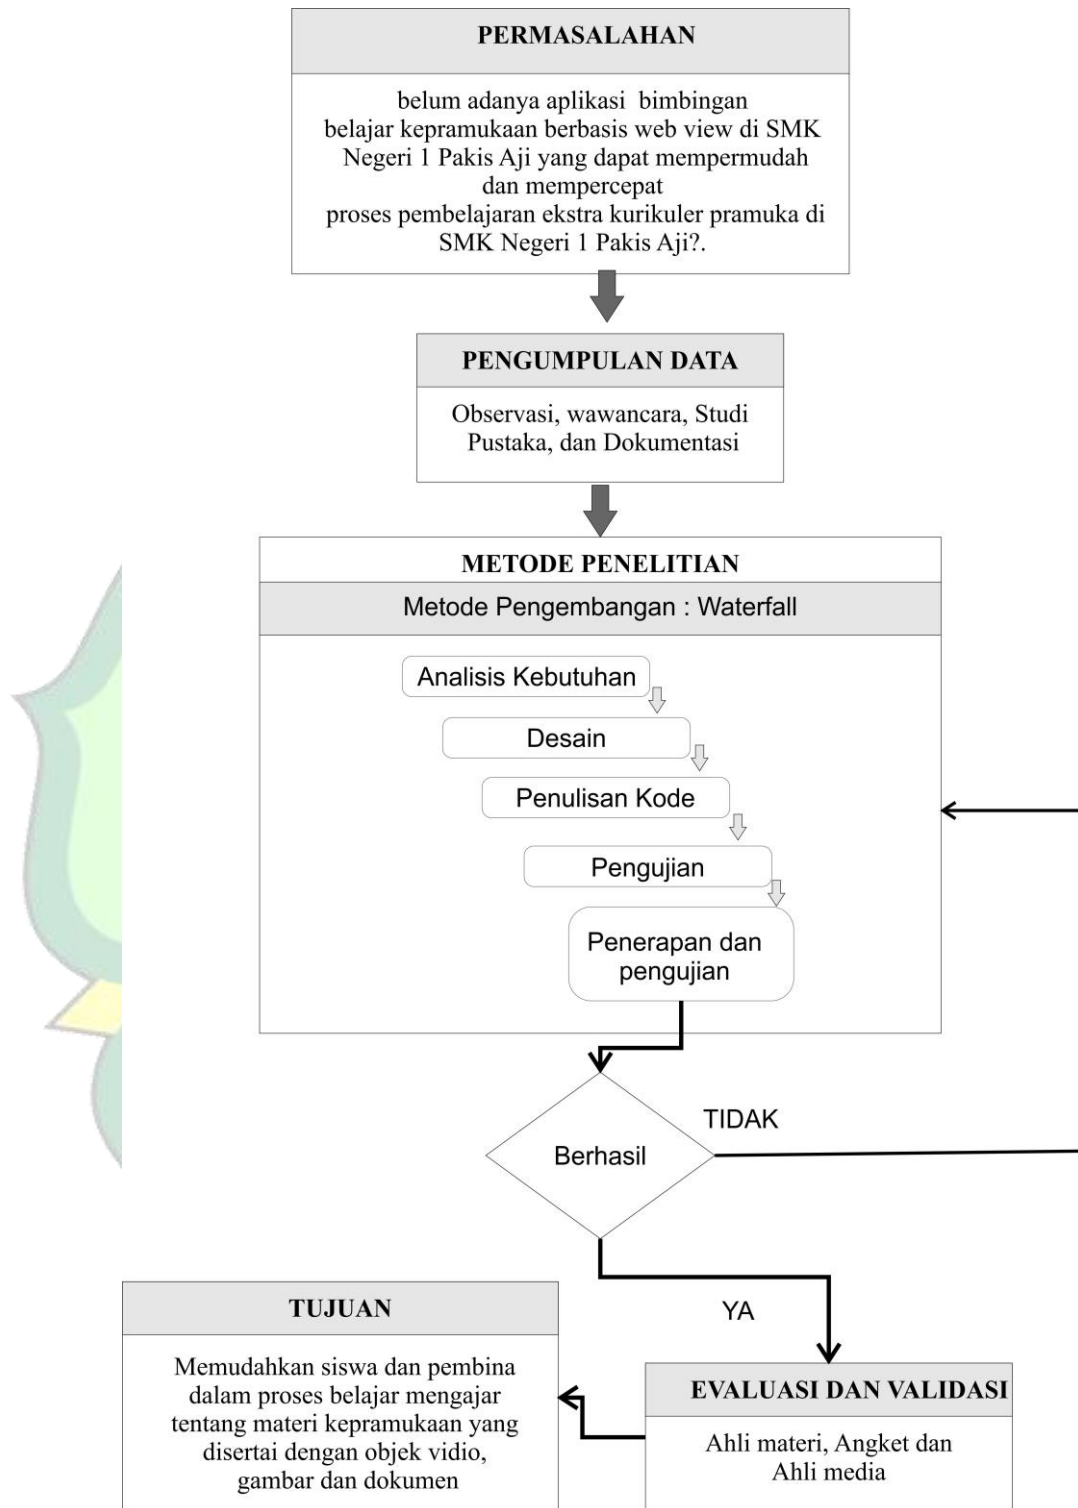 PERMASALAHAN
belum adanya aplikasi bimbingan
belajar kepramukaan berbasis web view di SMK
Negeri 1 Pakis Aji yang dapat mempermudah
dan mempercepat
proses pembelajaran ekstra kurikuler pramuka di
SMK Negeri 1 Pakis Aji?.
PENGUMPULAN DATA
Observasi, wawancara, Studi
Pustaka, dan Dokumentasi
METODE PENELITIAN
Metode Pengembangan : Waterfall
Analisis Kebutuhan
Desain
Penulisan Kode
Pengujian
Penerapan dan
pengujian
TIDAK
Berhasil
YA
TUJUAN
Memudahkan siswa dan pembina
dalam proses belajar mengajar
tentang materi kepramukaan yang
disertai dengan objek vidio,
gambar dan dokumen
EVALUASI DAN VALIDASI
Ahli materi, Angket dan
Ahli media